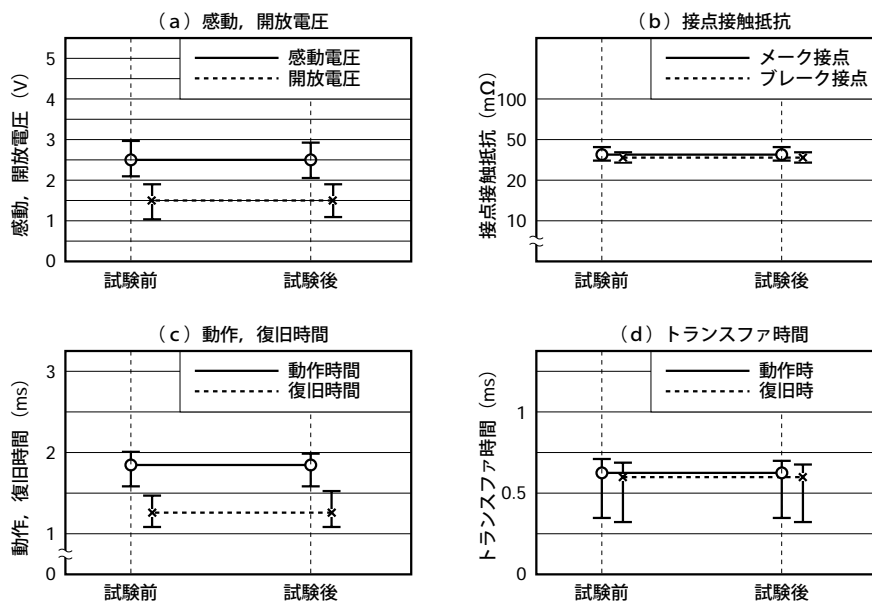 (a) 感動，開放電圧
感動，開放電圧 (V)
5
4
3
2
1
0
感動電圧
開放電圧
試験前
試験後
(b) 接点接触抵抗
接点接触抵抗 (mΩ)
100
50
20
10
メーク接点
ブレーク接点
試験前
試験後
(c) 動作，復旧時間
動作，復旧時間 (ms)
3
2
1
0
動作時間
復旧時間
試験前
試験後
(d) トランスファ時間
トランスファ時間 (ms)
1
0.5
0
動作時
復旧時
試験前
試験後